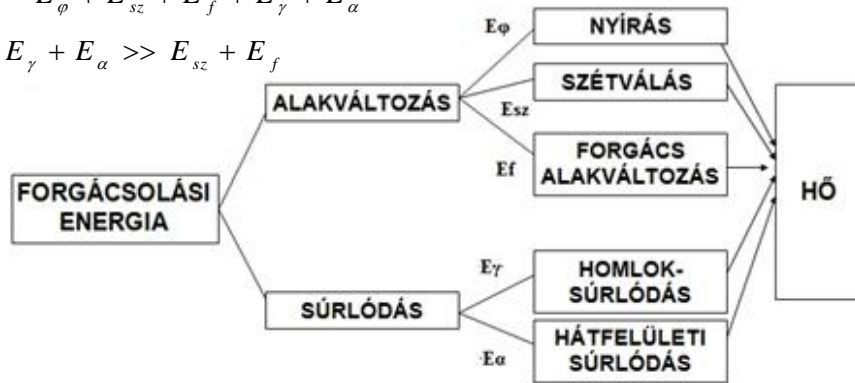 E_φ + E_sz + E_f + E_γ + E_α
E_γ + E_α >> E_sz + E_f
FORGÁCSOLÁSI
ENERGIA
ALAKVÁLTOZÁS
SÚRLÓDÁS
Eφ
NYÍRÁS
Esz
SZÉTVÁLÁS
Ef
FORGÁCS
ALAKVÁLTOZÁS
Eγ
HOMLOK-
SÚRLÓDÁS
Eα
HÁTFELÜLETI
SÚRLÓDÁS
HŐ